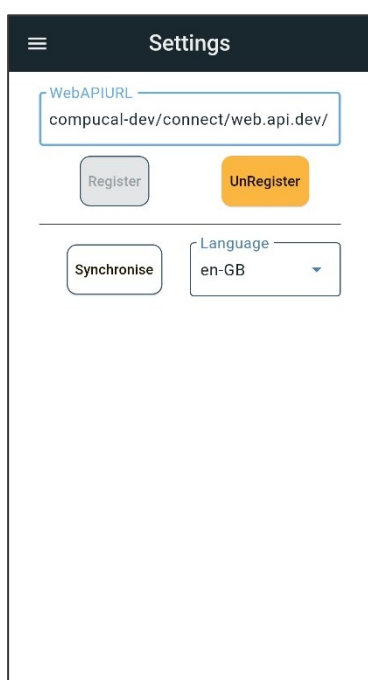 Settings
WebAPIURL
compucal-dev/connect/web.api.dev/
Register
UnRegister
Synchronise
Language
en-GB